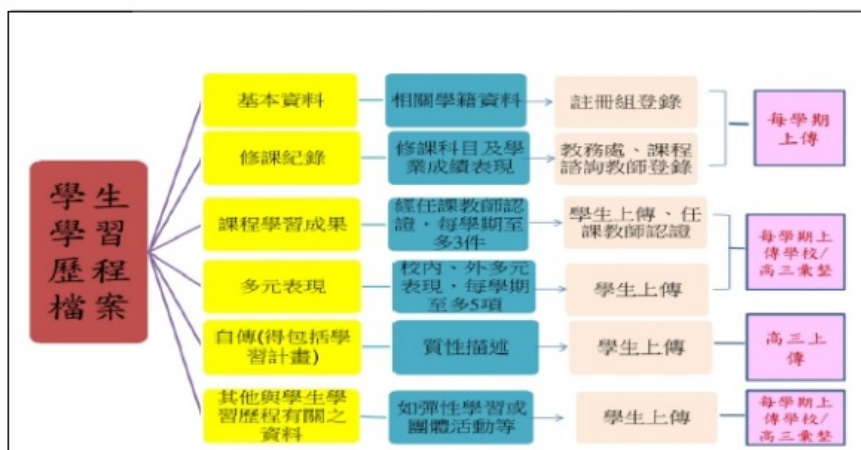 學生
學習
歷程
檔案
基本資料
相關學籍資料
註冊組登錄
修課紀錄
修課科目及學
業成績表現
教務處、課程
諮詢教師登錄
每學期
上傳
課程學習成果
經任課教師認
證，每學期至
多3件
學生上傳、任
課教師認證
多元表現
校內、外多元
表現，每學期
至多5項
學生上傳
每學期上
傳學校/
高三彙整
自傳(得包括學
習計畫)
質性描述
學生上傳
高三上
傳
其他與學生學
習歷程有關之
資料
如彈性學習或
團體活動等
學生上傳
每學期上
傳學校/
高三彙整